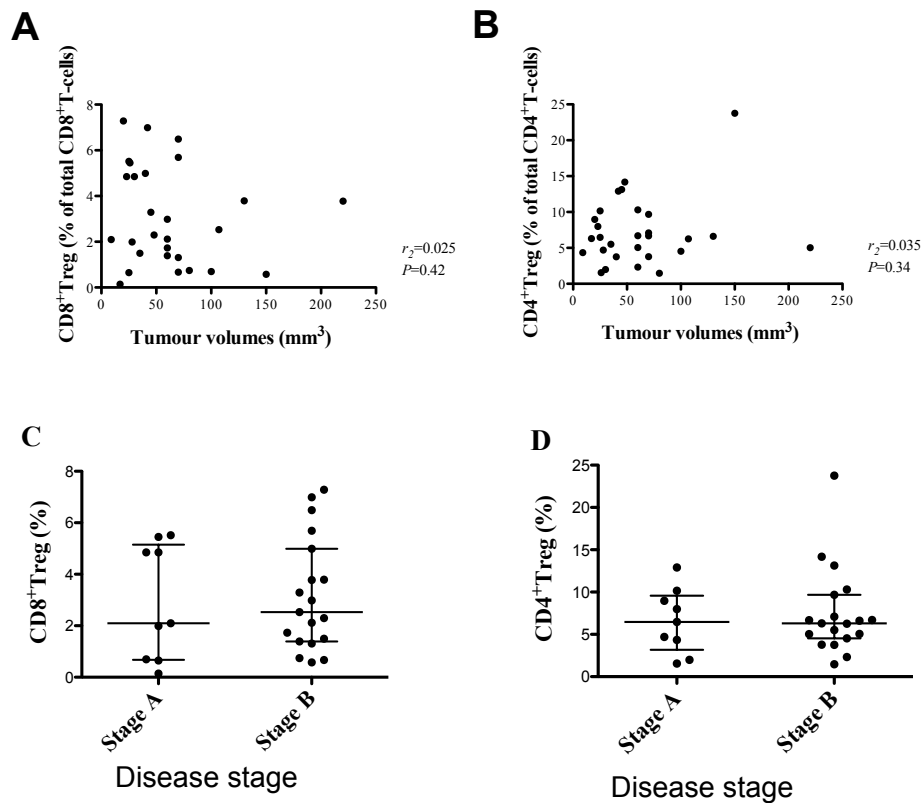 A
CD8⁺Treg (% of total CD8⁺T-cells)
8
6
4
2
0
0 50 100 150 200 250
Tumour volumes (mm³)
r₂=0.025
P=0.42
B
CD4⁺Treg (% of total CD4⁺T-cells)
25
20
15
10
5
0
0 50 100 150 200 250
Tumour volumes (mm³)
r₂=0.035
P=0.34
C
CD8⁺Treg (%)
8
6
4
2
0
Stage A
Stage B
Disease stage
D
CD4⁺Treg (%)
25
20
15
10
5
0
Stage A
Stage B
Disease stage